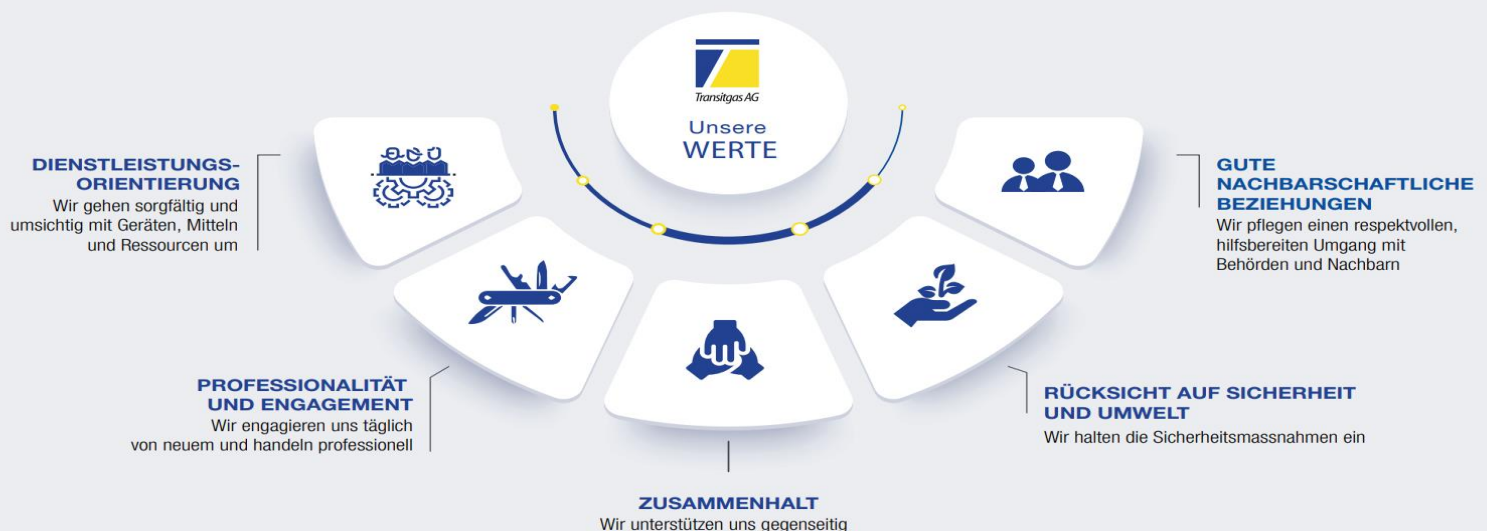 Transitgas AG
Unsere
WERTE
DIENSTLEISTUNGS-
ORIENTIERUNG
Wir gehen sorgfältig und
umsichtig mit Geräten, Mitteln
und Ressourcen um
PROFESSIONALITÄT
UND ENGAGEMENT
Wir engagieren uns täglich
von neuem und handeln professionell
ZUSAMMENHALT
Wir unterstützen uns gegenseitig
RÜCKSICHT AUF SICHERHEIT
UND UMWELT
Wir halten die Sicherheitsmassnahmen ein
GUTE
NACHBARSCHAFTLICHE
BEZIEHUNGEN
Wir pflegen einen respektvollen,
hilfsbereiten Umgang mit
Behörden und Nachbarn